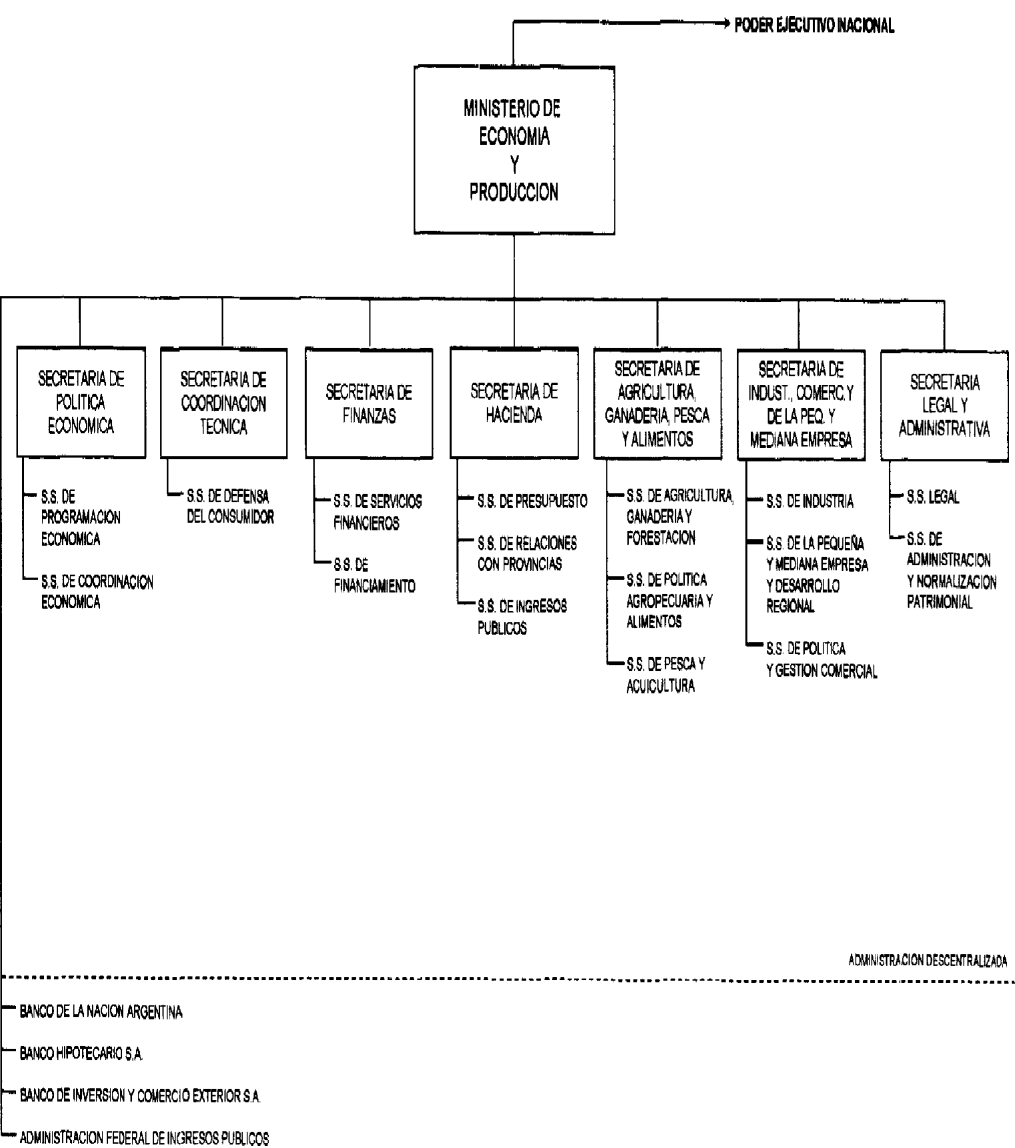 PODER EJECUTIVO NACIONAL
MINISTERIO DE
ECONOMIA
Y
PRODUCCION
SECRETARIA DE
POLITICA
ECONOMICA
S.S. DE
PROGRAMACION
ECONOMICA
S.S. DE COORDINACION
ECONOMICA
SECRETARIA DE
COORDINACION
TECNICA
S.S. DE DEFENSA
DEL CONSUMIDOR
SECRETARIA DE
FINANZAS
S.S. DE SERVICIOS
FINANCIEROS
S.S. DE
FINANCIAMIENTO
SECRETARIA DE
HACIENDA
S.S. DE PRESUPUESTO
S.S. DE RELACIONES
CON PROVINCIAS
S.S. DE INGRESOS
PUBLICOS
SECRETARIA DE
AGRICULTURA,
GANADERIA, PESCA
Y ALIMENTOS
S.S. DE AGRICULTURA,
GANADERIA Y
FORESTACION
S.S. DE POLITICA
AGROPECUARIA Y
ALIMENTOS
S.S. DE PESCA Y
ACUICULTURA
SECRETARIA DE
INDUST., COMERC.Y
DE LA PEQ. Y
MEDIANA EMPRESA
S.S. DE INDUSTRIA
S.S. DE LA PEQUEÑA
Y MEDIANA EMPRESA
Y DESARROLLO
REGIONAL
S.S. DE POLITICA
Y GESTION COMERCIAL
SECRETARIA
LEGAL Y
ADMINISTRATIVA
S.S. LEGAL
S.S. DE
ADMINISTRACION
Y NORMALIZACION
PATRIMONIAL
ADMINISTRACION DESCENTRALIZADA
BANCO DE LA NACION ARGENTINA
BANCO HIPOTECARIO S.A.
BANCO DE INVERSION Y COMERCIO EXTERIOR S.A.
ADMINISTRACION FEDERAL DE INGRESOS PUBLICOS